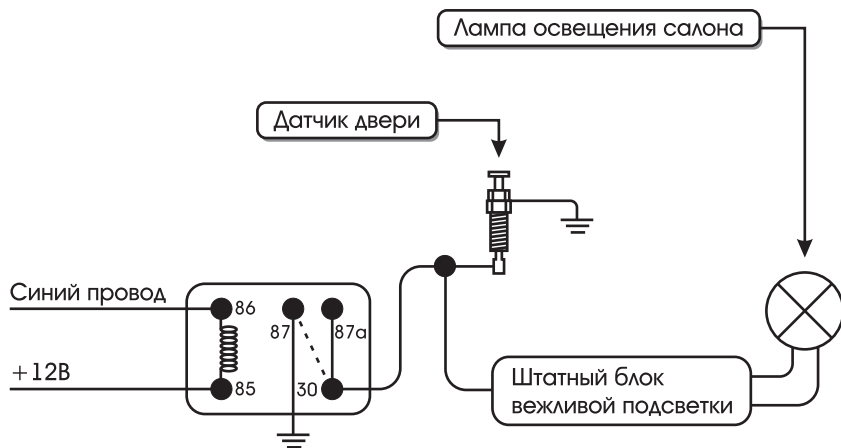 Лампа освещения салона
Датчик двери
Синий провод
86
87
87а
+12В
85
30
Штатный блок
вежливой подсветки